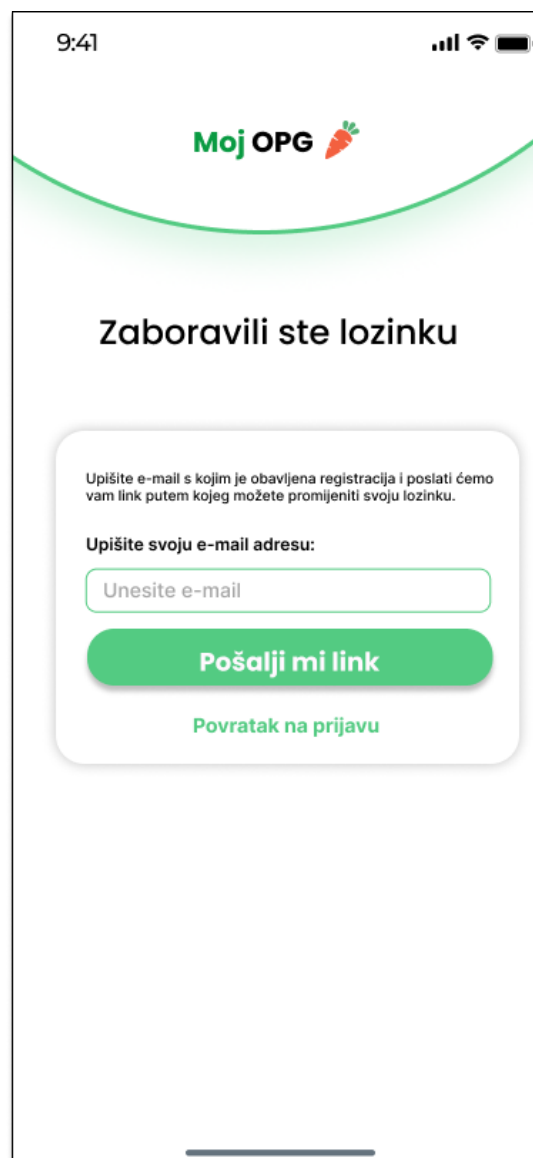 9:41
Moj OPG
Zaboravili ste lozinku
Upišite e-mail s kojim je obavljena registracija i poslati ćemo
vam link putem kojeg možete promijeniti svoju lozinku.
Upišite svoju e-mail adresu:
Unesite e-mail
Pošalji mi link
Povratak na prijavu